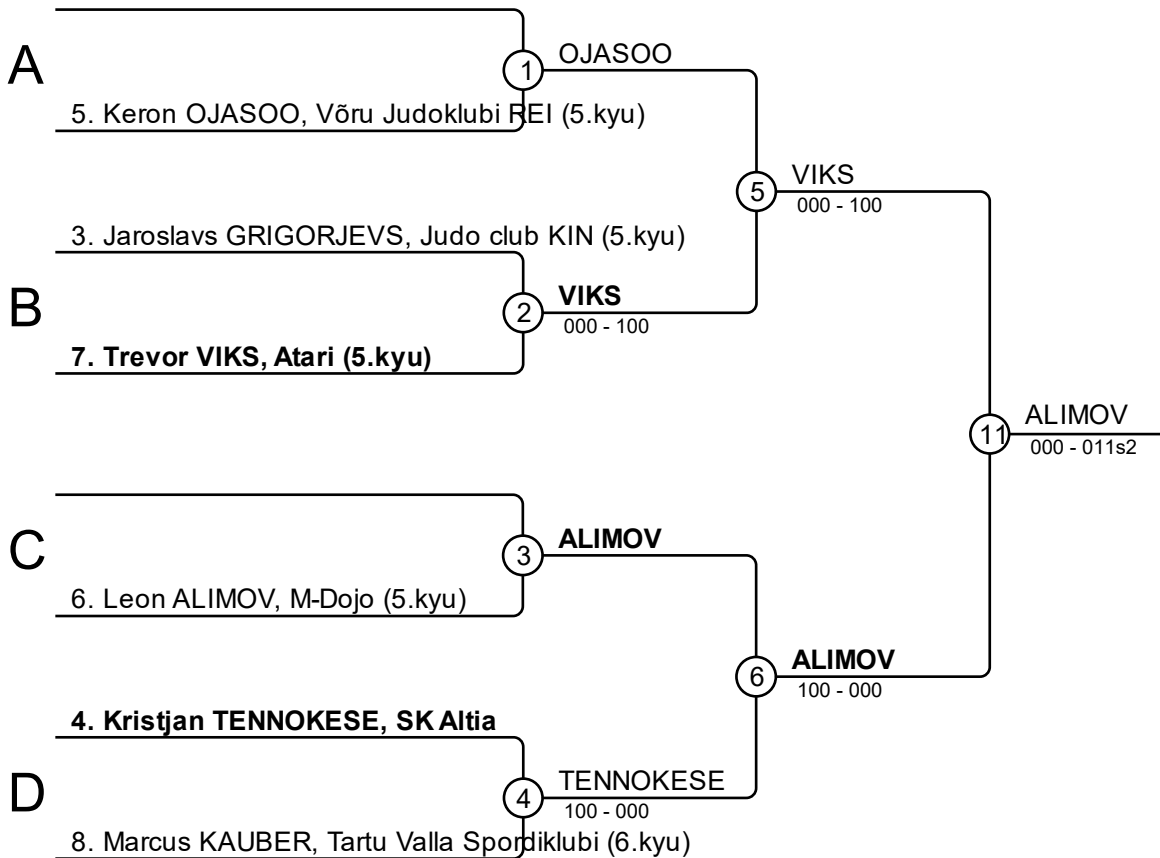 OJASOO
A
1
5. Keron OJASOO, Võru Judoklubi REI (5.kyu)
VIKS
5
000 - 100
3. Jaroslavs GRIGORJEVS, Judo club KIN (5.kyu)
B
VIKS
2
000 - 100
7. Trevor VIKS, Atari (5.kyu)
ALIMOV
11
000 - 011s2
C
ALIMOV
3
6. Leon ALIMOV, M-Dojo (5.kyu)
ALIMOV
6
100 - 000
4. Kristjan TENNOKESE, SK Altia
D
TENNOKESE
4
100 - 000
8. Marcus KAUBER, Tartu Valla Spordiklubi (6.kyu)